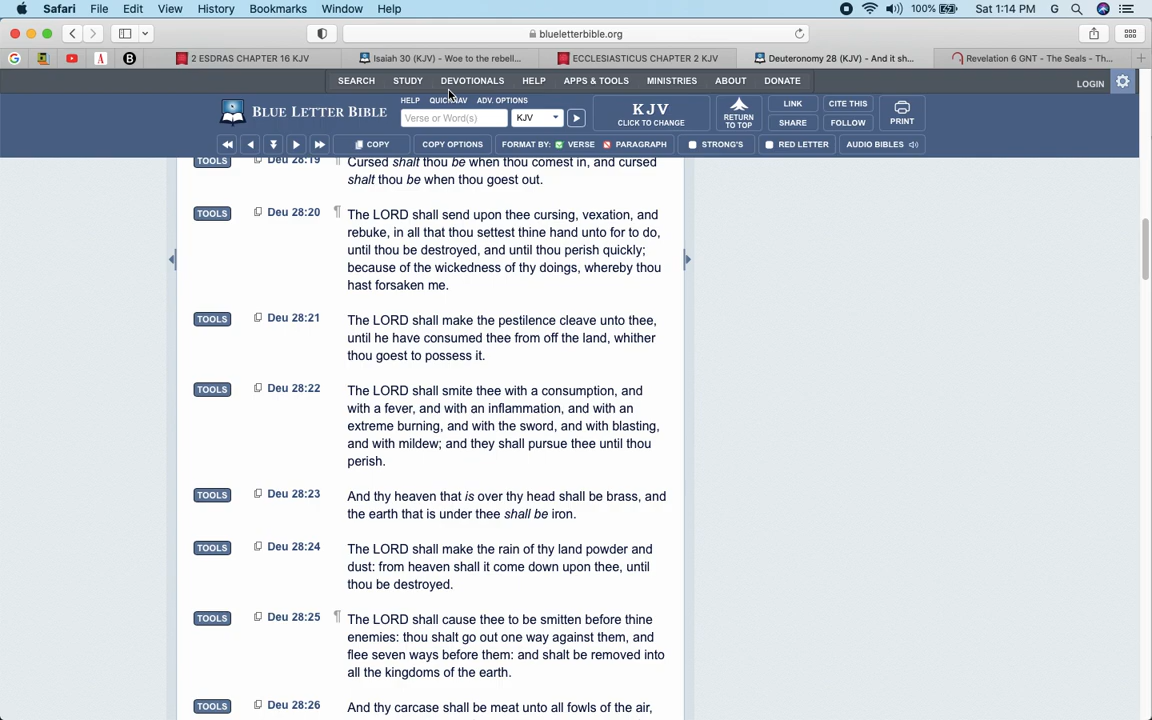 Safari File Edit View History Bookmarks Window Help 100% Sat 1:14 PM G
blueletterbible.org
2 ESDRAS CHAPTER 16 KJV Isaiah 30 (KJV) - Woe to the rebell... ECCLESIASTICUS CHAPTER 2 KJV Deuteronomy 28 (KJV) - And it sh... Revelation 6 GNT - The Seals - Th...
SEARCH STUDY DEVOTIONALS HELP APPS & TOOLS MINISTRIES ABOUT DONATE LOGIN
HELP QUICKNAV ADV. OPTIONS
BLUE LETTER BIBLE Verse or Word(s) KJV
KJV
CLICK TO CHANGE
RETURN
TO TOP
LINK CITE THIS
SHARE FOLLOW
PRINT
COPY COPY OPTIONS FORMAT BY: VERSE PARAGRAPH STRONG'S RED LETTER AUDIO BIBLES
TOOLS Deu 28:19 ¶ Cursed shalt thou be when thou comest in, and cursed
shalt thou be when thou goest out.
TOOLS Deu 28:20 ¶ The LORD shall send upon thee cursing, vexation, and
rebuke, in all that thou settest thine hand unto for to do,
until thou be destroyed, and until thou perish quickly;
because of the wickedness of thy doings, whereby thou
hast forsaken me.
TOOLS Deu 28:21 The LORD shall make the pestilence cleave unto thee,
until he have consumed thee from off the land, whither
thou goest to possess it.
TOOLS Deu 28:22 The LORD shall smite thee with a consumption, and
with a fever, and with an inflammation, and with an
extreme burning, and with the sword, and with blasting,
and with mildew; and they shall pursue thee until thou
perish.
TOOLS Deu 28:23 And thy heaven that is over thy head shall be brass, and
the earth that is under thee shall be iron.
TOOLS Deu 28:24 The LORD shall make the rain of thy land powder and
dust: from heaven shall it come down upon thee, until
thou be destroyed.
TOOLS Deu 28:25 ¶ The LORD shall cause thee to be smitten before thine
enemies: thou shalt go out one way against them, and
flee seven ways before them: and shalt be removed into
all the kingdoms of the earth.
TOOLS Deu 28:26 And thy carcase shall be meat unto all fowls of the air,